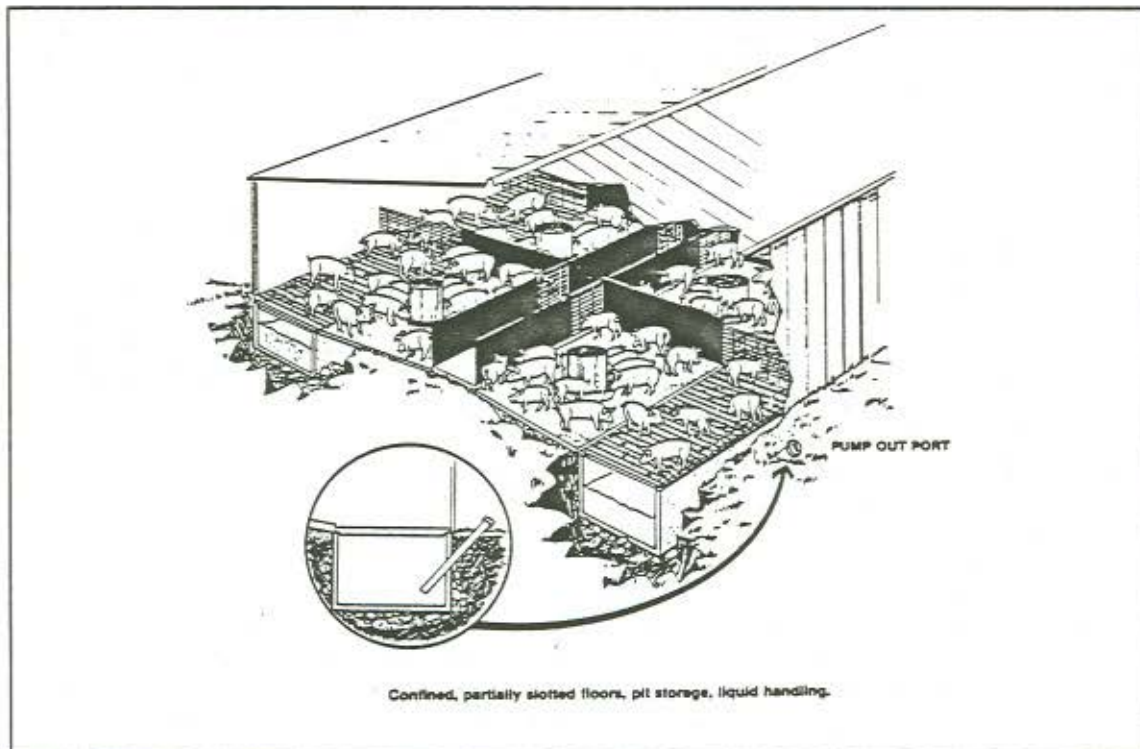 PUMP OUT PORT
Confined, partially slotted floors, pit storage, liquid handling.